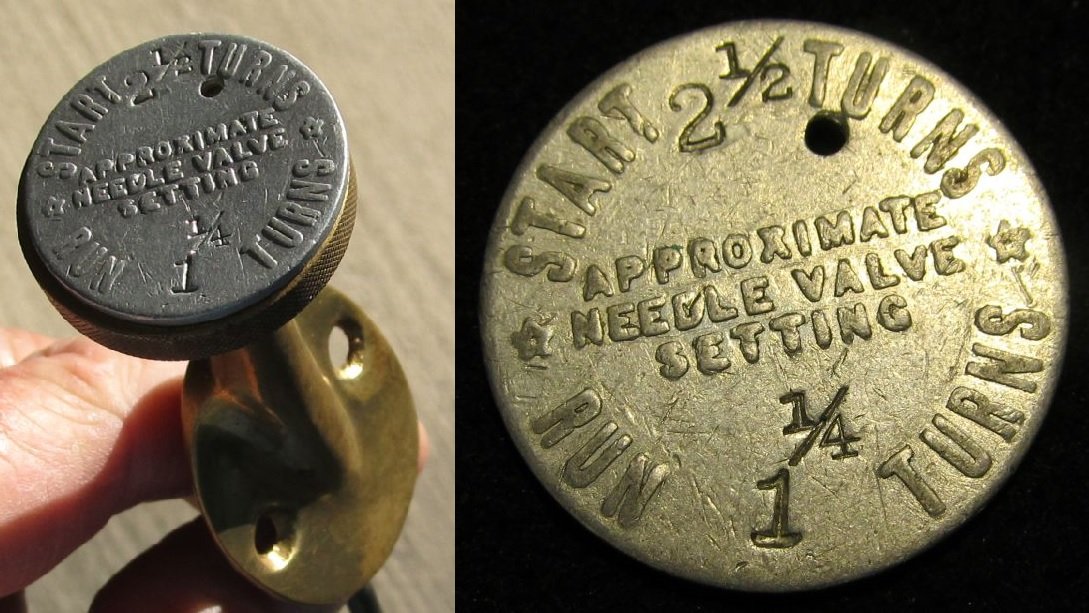 START 2 1/2 TURNS
APPROXIMATE
NEEDLE VALVE
SETTING
RUN 1 1/4 TURNS
START 2 1/2 TURNS
APPROXIMATE
NEEDLE VALVE
SETTING
RUN 1 1/4 TURNS